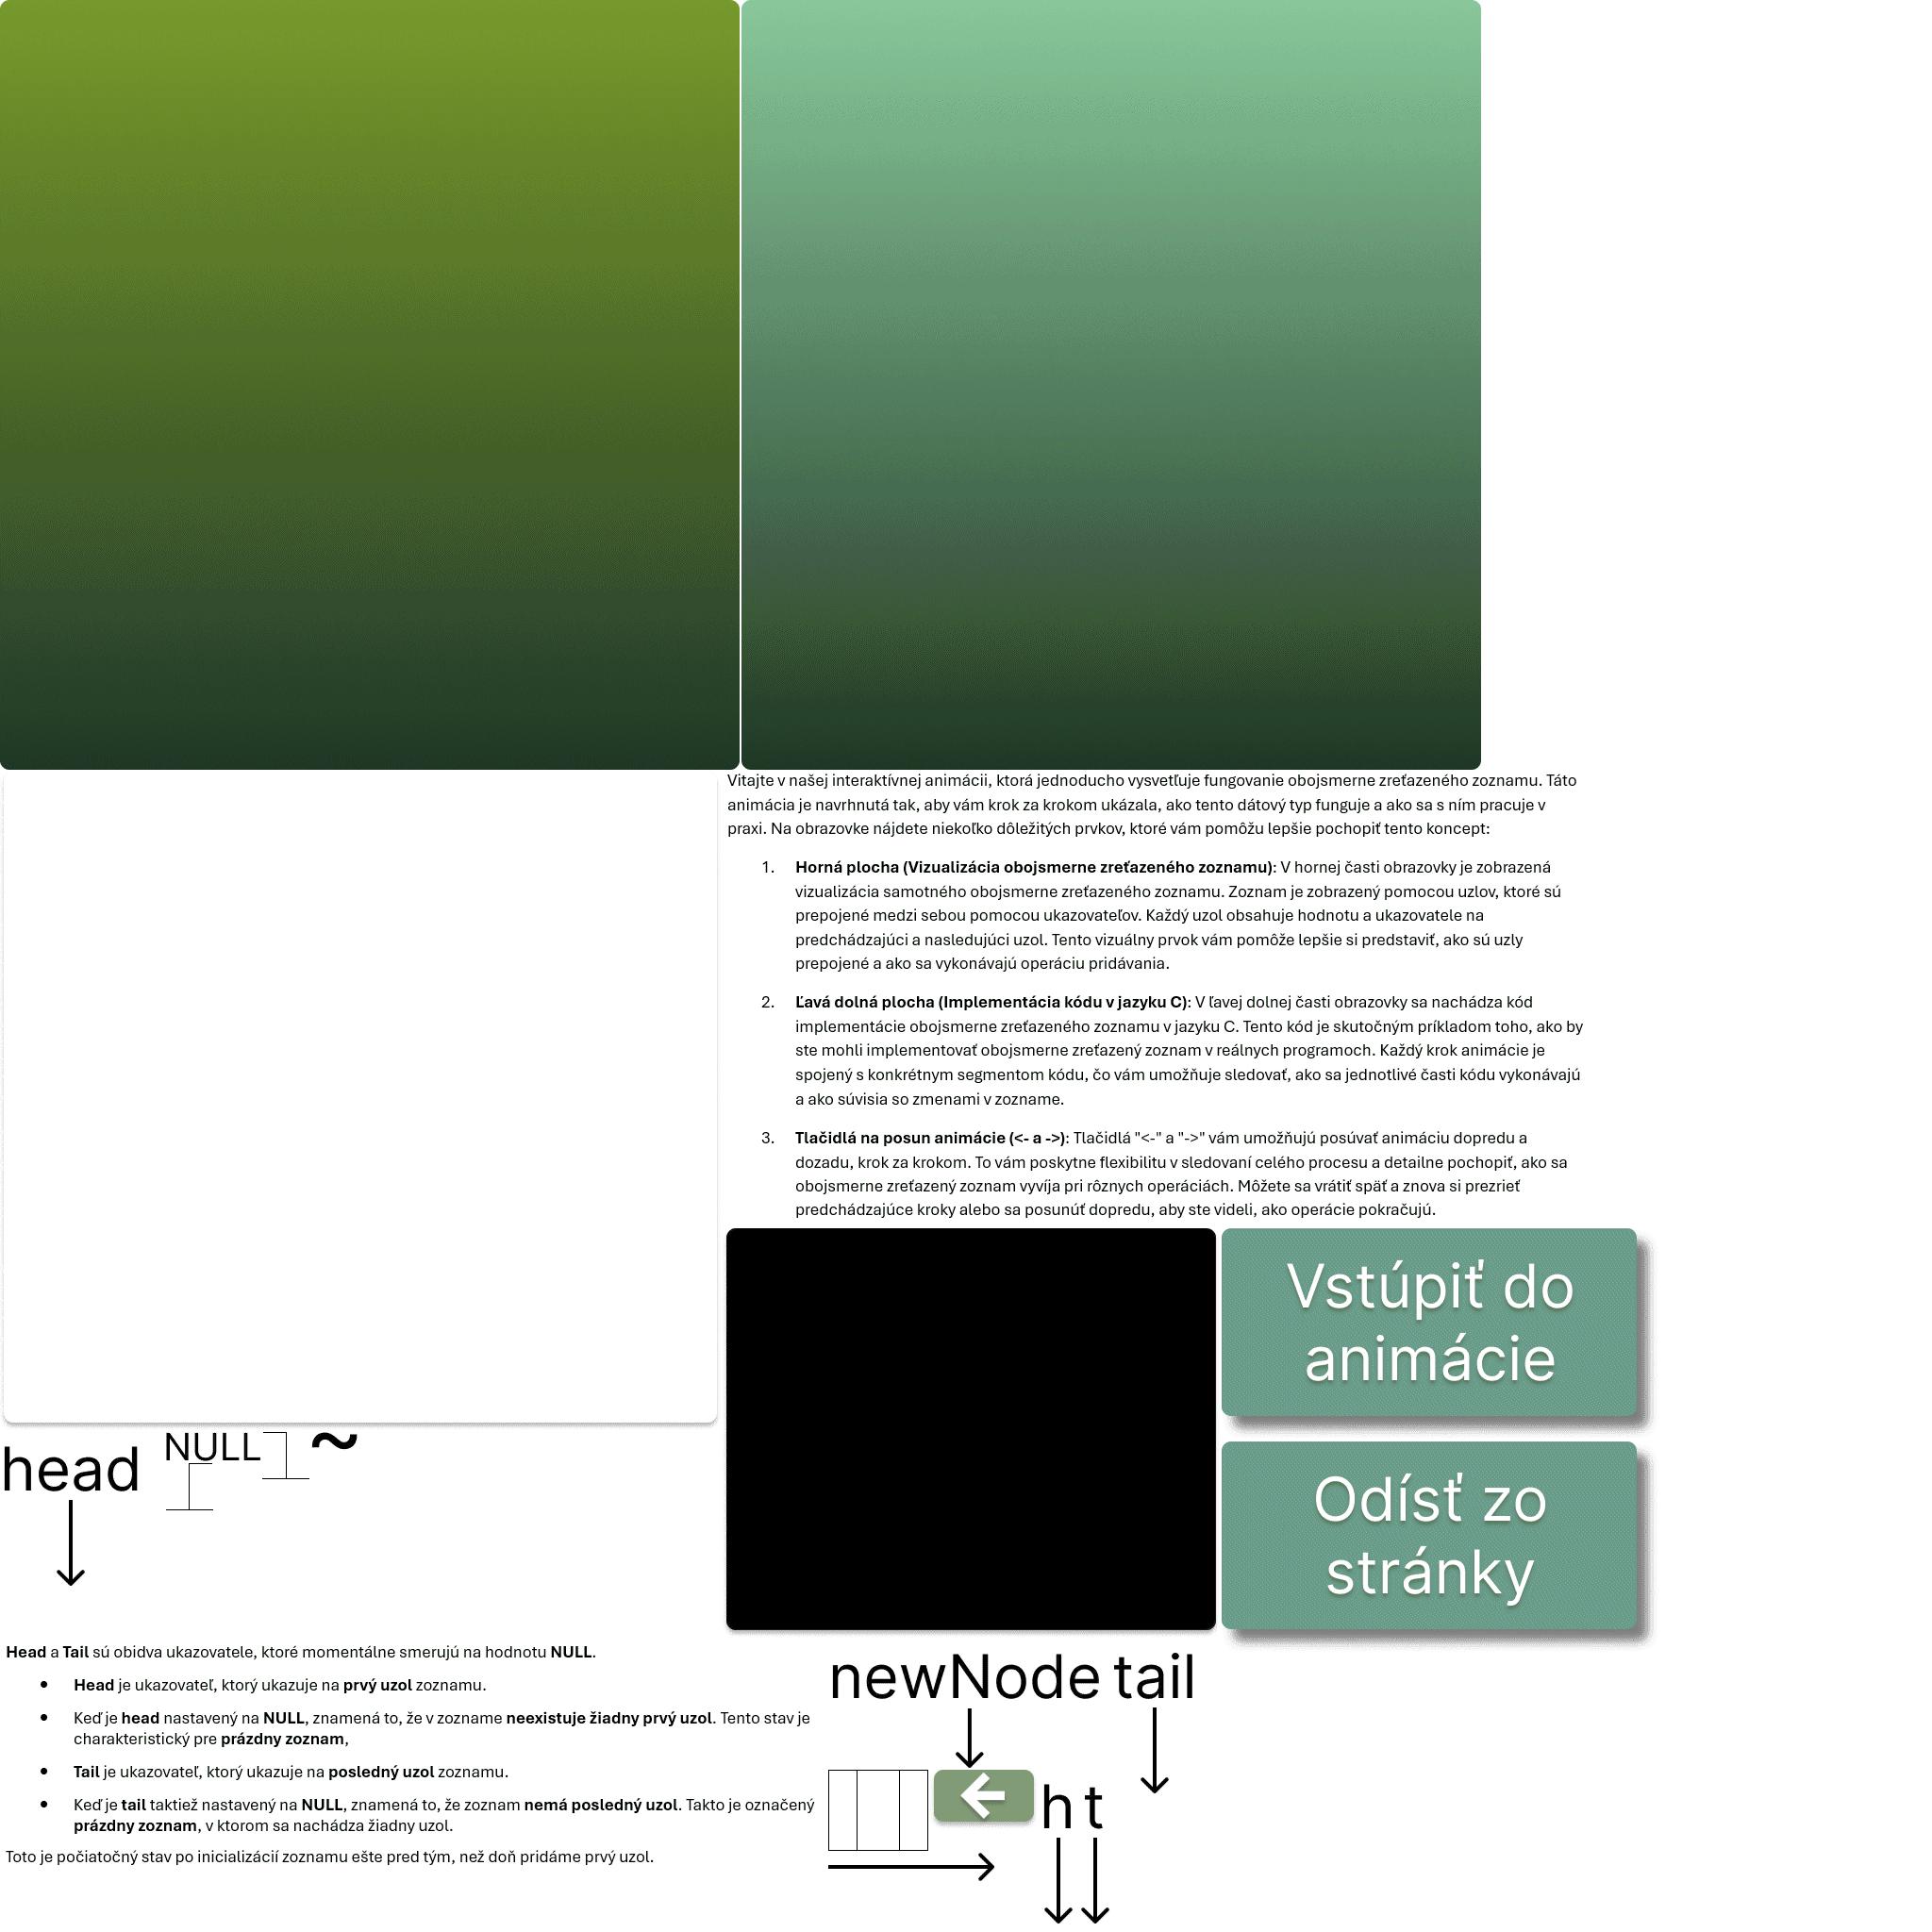 Vitajte v našej interaktívnej animácii, ktorá jednoducho vysvetľuje fungovanie obojsmerne zreťazeného zoznamu. Táto
animácia je navrhnutá tak, aby vám krok za krokom ukázala, ako tento dátový typ funguje a ako sa s ním pracuje v
praxi. Na obrazovke nájdete niekoľko dôležitých prvkov, ktoré vám pomôžu lepšie pochopiť tento koncept:
1. Horná plocha (Vizualizácia obojsmerne zreťazeného zoznamu): V hornej časti obrazovky je zobrazená
vizualizácia samotného obojsmerne zreťazeného zoznamu. Zoznam je zobrazený pomocou uzlov, ktoré sú
prepojené medzi sebou pomocou ukazovateľov. Každý uzol obsahuje hodnotu a ukazovatele na
predchádzajúci a nasledujúci uzol. Tento vizuálny prvok vám pomôže lepšie si predstaviť, ako sú uzly
prepojené a ako sa vykonávajú operáciu pridávania.
2. Ľavá dolná plocha (Implementácia kódu v jazyku C): V ľavej dolnej časti obrazovky sa nachádza kód
implementácie obojsmerne zreťazeného zoznamu v jazyku C. Tento kód je skutočným príkladom toho, ako by
ste mohli implementovať obojsmerne zreťazený zoznam v reálnych programoch. Každý krok animácie je
spojený s konkrétnym segmentom kódu, čo vám umožňuje sledovať, ako sa jednotlivé časti kódu vykonávajú
a ako súvisia so zmenami v zozname.
3. Tlačidlá na posun animácie (<- a ->): Tlačidlá "<-" a "->" vám umožňujú posúvať animáciu dopredu a
dozadu, krok za krokom. To vám poskytne flexibilitu v sledovaní celého procesu a detailne pochopiť, ako sa
obojsmerne zreťazený zoznam vyvíja pri rôznych operáciách. Môžete sa vrátiť späť a znova si prezrieť
predchádzajúce kroky alebo sa posunúť dopredu, aby ste videli, ako operácie pokračujú.
Vstúpiť do
animácie
Odísť zo
stránky
head
NULL
~
Head a Tail sú obidva ukazovatele, ktoré momentálne smerujú na hodnotu NULL.
• Head je ukazovateľ, ktorý ukazuje na prvý uzol zoznamu.
• Keď je head nastavený na NULL, znamená to, že v zozname neexistuje žiadny prvý uzol. Tento stav je
charakteristický pre prázdny zoznam,
• Tail je ukazovateľ, ktorý ukazuje na posledný uzol zoznamu.
• Keď je tail taktiež nastavený na NULL, znamená to, že zoznam nemá posledný uzol. Takto je označený
prázdny zoznam, v ktorom sa nachádza žiadny uzol.
Toto je počiatočný stav po inicializácií zoznamu ešte pred tým, než doň pridáme prvý uzol.
newNode
tail
h
t